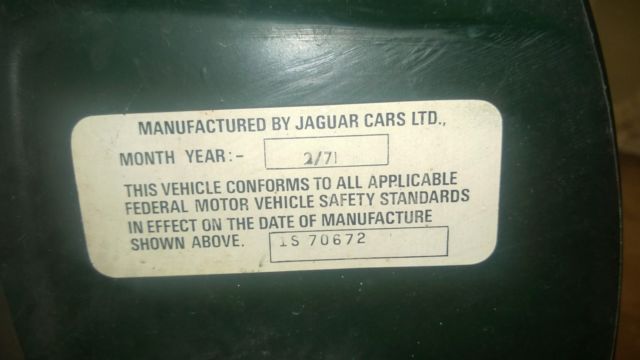 MANUFACTURED BY JAGUAR CARS LTD.,
MONTH YEAR:- 2/71
THIS VEHICLE CONFORMS TO ALL APPLICABLE
FEDERAL MOTOR VEHICLE SAFETY STANDARDS
IN EFFECT ON THE DATE OF MANUFACTURE
SHOWN ABOVE. 1S 70672